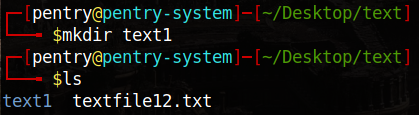 ┌─[pentry@pentry-system]─[~/Desktop/text]
└──╼ $mkdir text1
┌─[pentry@pentry-system]─[~/Desktop/text]
└──╼ $ls
text1  textfile12.txt